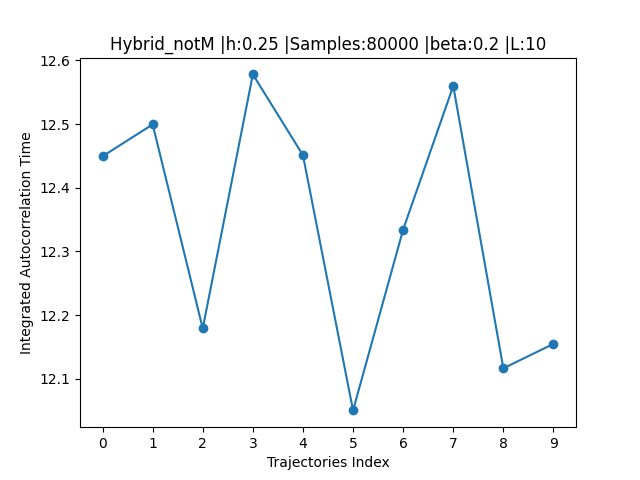 Hybrid_notM |h:0.25 |Samples:80000 |beta:0.2 |L:10
12.6
12.5
12.4
12.3
12.2
12.1
Integrated Autocorrelation Time
0 1 2 3 4 5 6 7 8 9
Trajectories Index